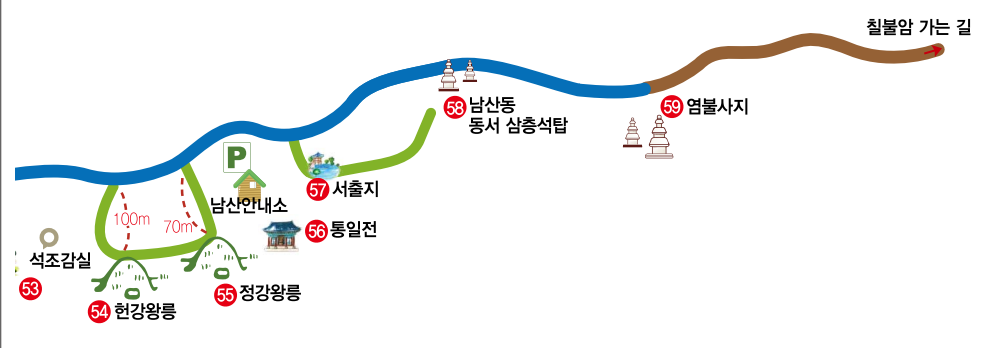 칠불암 가는 길
58 남산동
동서 삼층석탑
59 염불사지
P
57 서출지
남산안내소
100m
70m
56 통일전
석조감실
53
54 헌강왕릉
55 정강왕릉